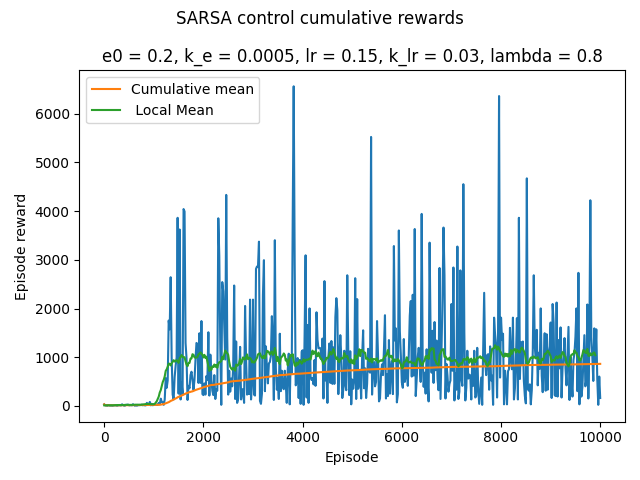 SARSA control cumulative rewards
e0 = 0.2, k_e = 0.0005, lr = 0.15, k_lr = 0.03, lambda = 0.8
Cumulative mean
Local Mean
Episode reward
6000
5000
4000
3000
2000
1000
0
0 2000 4000 6000 8000 10000
Episode